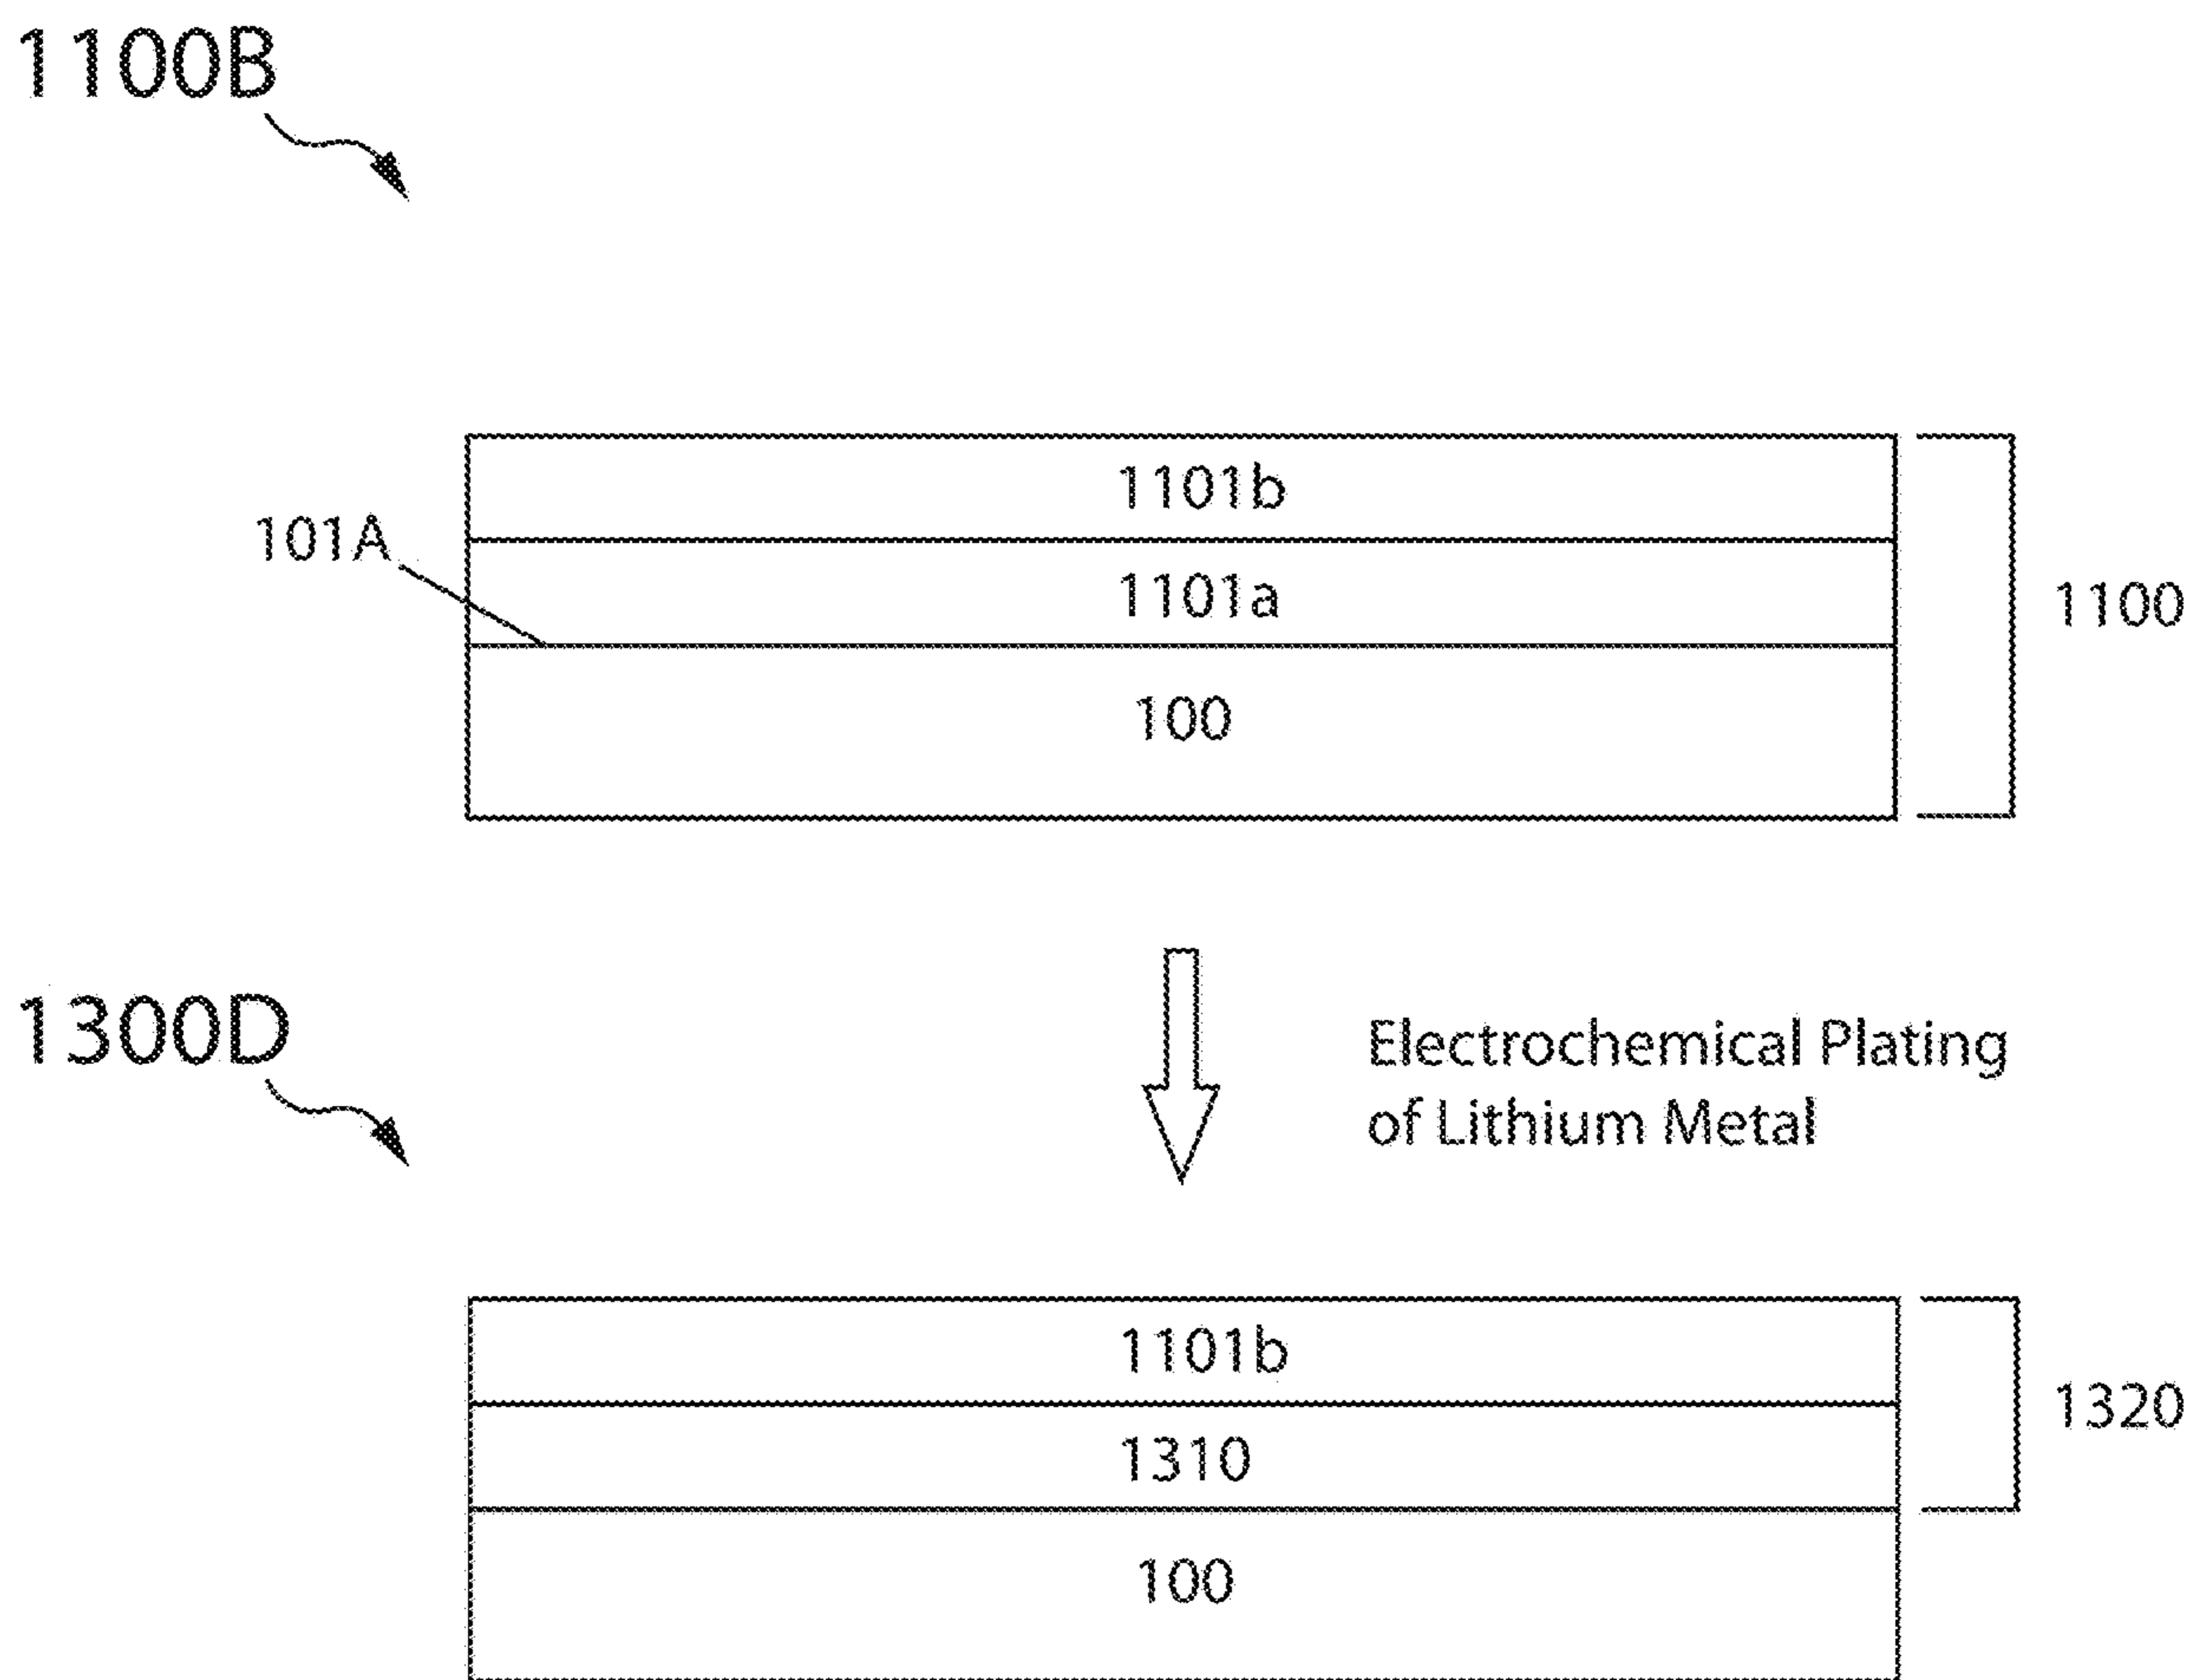 1100B
1101b
101A
1101a
1100
100
1300D
Electrochemical Plating
of Lithium Metal
1101b
1320
1310
100